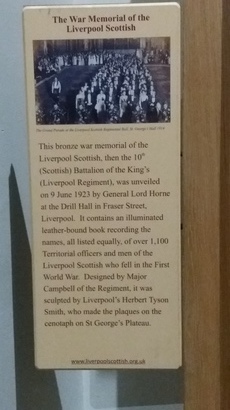 The War Memorial of the
Liverpool Scottish
This bronze war memorial of the
Liverpool Scottish, then the 10th
(Scottish) Battalion of the King's
(Liverpool Regiment), was unveiled
on 9 June 1923 by General Lord Horne
at the Drill Hall in Fraser Street,
Liverpool. It contains an illuminated
leather-bound book recording the
names, all listed equally, of over 1,100
Territorial officers and men of the
Liverpool Scottish who fell in the First
World War. Designed by Major
Campbell of the Regiment, it was
sculpted by Liverpool's Herbert Tyson
Smith, who made the plaques on the
cenotaph on St George's Plateau.
www.liverpoolscottish.org.uk